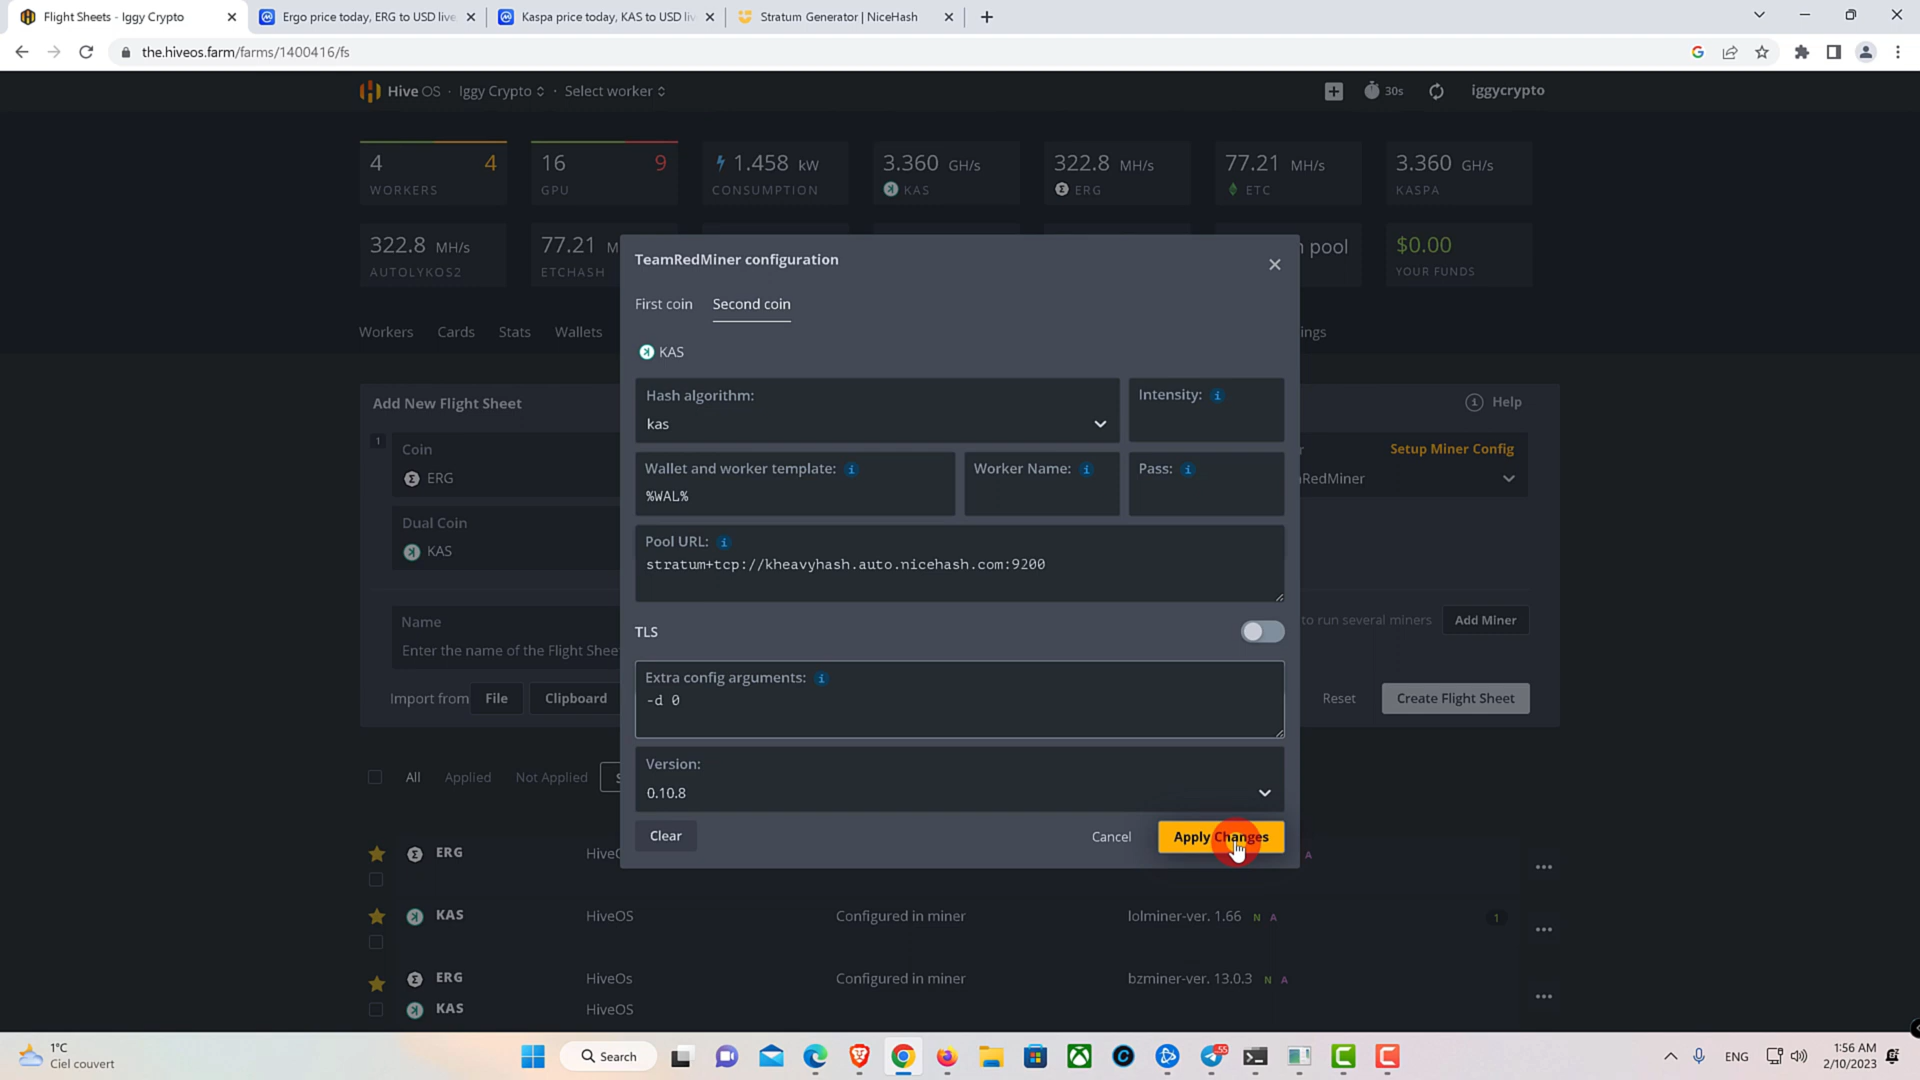 Flight Sheets - Iggy Crypto
Ergo price today, ERG to USD live
Kaspa price today, KAS to USD liv
Stratum Generator | NiceHash
the.hiveos.farm/farms/1400416/fs
Hive OS · Iggy Crypto · Select worker
30s
iggycrypto
4 4
WORKERS
16 9
GPU
1.458 kW
CONSUMPTION
3.360 GH/s
KAS
322.8 MH/s
ERG
77.21 MH/s
ETC
3.360 GH/s
KASPA
322.8 MH/s
AUTOLYKOS2
77.21 M
ETCHASH
n pool
$0.00
YOUR FUNDS
Workers Cards Stats Wallets
ings
Add New Flight Sheet
Help
1
Coin
ERG
Dual Coin
KAS
r
Setup Miner Config
nRedMiner
Name
Enter the name of the Flight Shee
to run several miners
Add Miner
Import from File Clipboard
Reset
Create Flight Sheet
TeamRedMiner configuration
First coin Second coin
KAS
Hash algorithm:
kas
Intensity: i
Wallet and worker template: i
%WAL%
Worker Name: i
Pass: i
Pool URL: i
stratum+tcp://kheavyhash.auto.nicehash.com:9200
TLS
Extra config arguments: i
-d 0
Version:
0.10.8
Clear
Cancel
Apply Changes
All Applied Not Applied S
ERG HiveO A
KAS HiveOS Configured in miner lolminer-ver. 1.66 N A 1
ERG HiveOs Configured in miner bzminer-ver. 13.0.3 N A
KAS HiveOS
1°C
Ciel couvert
Search
55
ENG
1:56 AM
2/10/2023